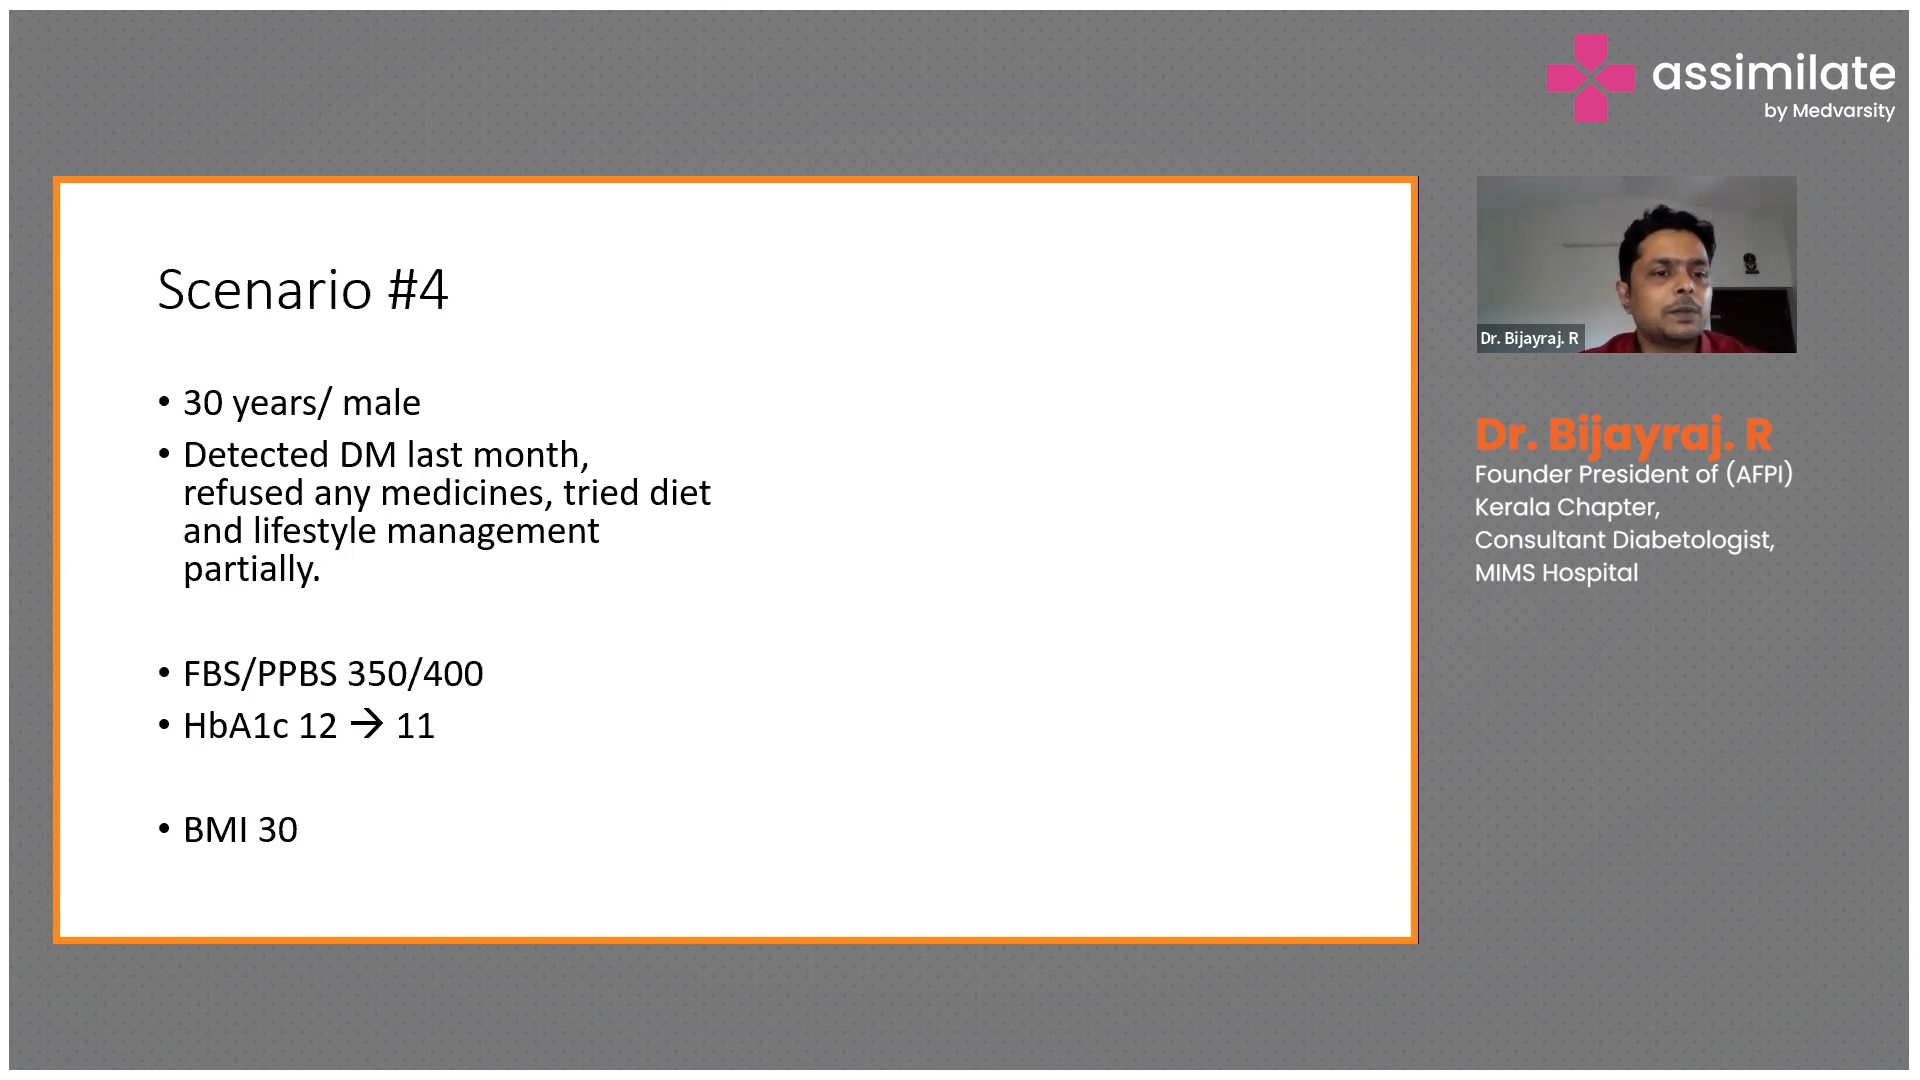 assimilate
by Medvarsity
Scenario #4
• 30 years/ male
• Detected DM last month,
refused any medicines, tried diet
and lifestyle management
partially.
• FBS/PPBS 350/400
• HbA1c 12 → 11
• BMI 30
Dr. Bijayraj. R
Dr. Bijayraj. R
Founder President of (AFPI)
Kerala Chapter,
Consultant Diabetologist,
MIMS Hospital